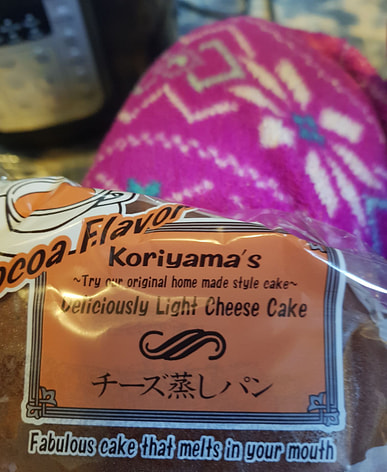 Cocoa-Flavor
Koriyama's
~Try our original home made style cake~
Deliciously Light Cheese Cake
チーズ蒸しパン
Fabulous cake that melts in your mouth